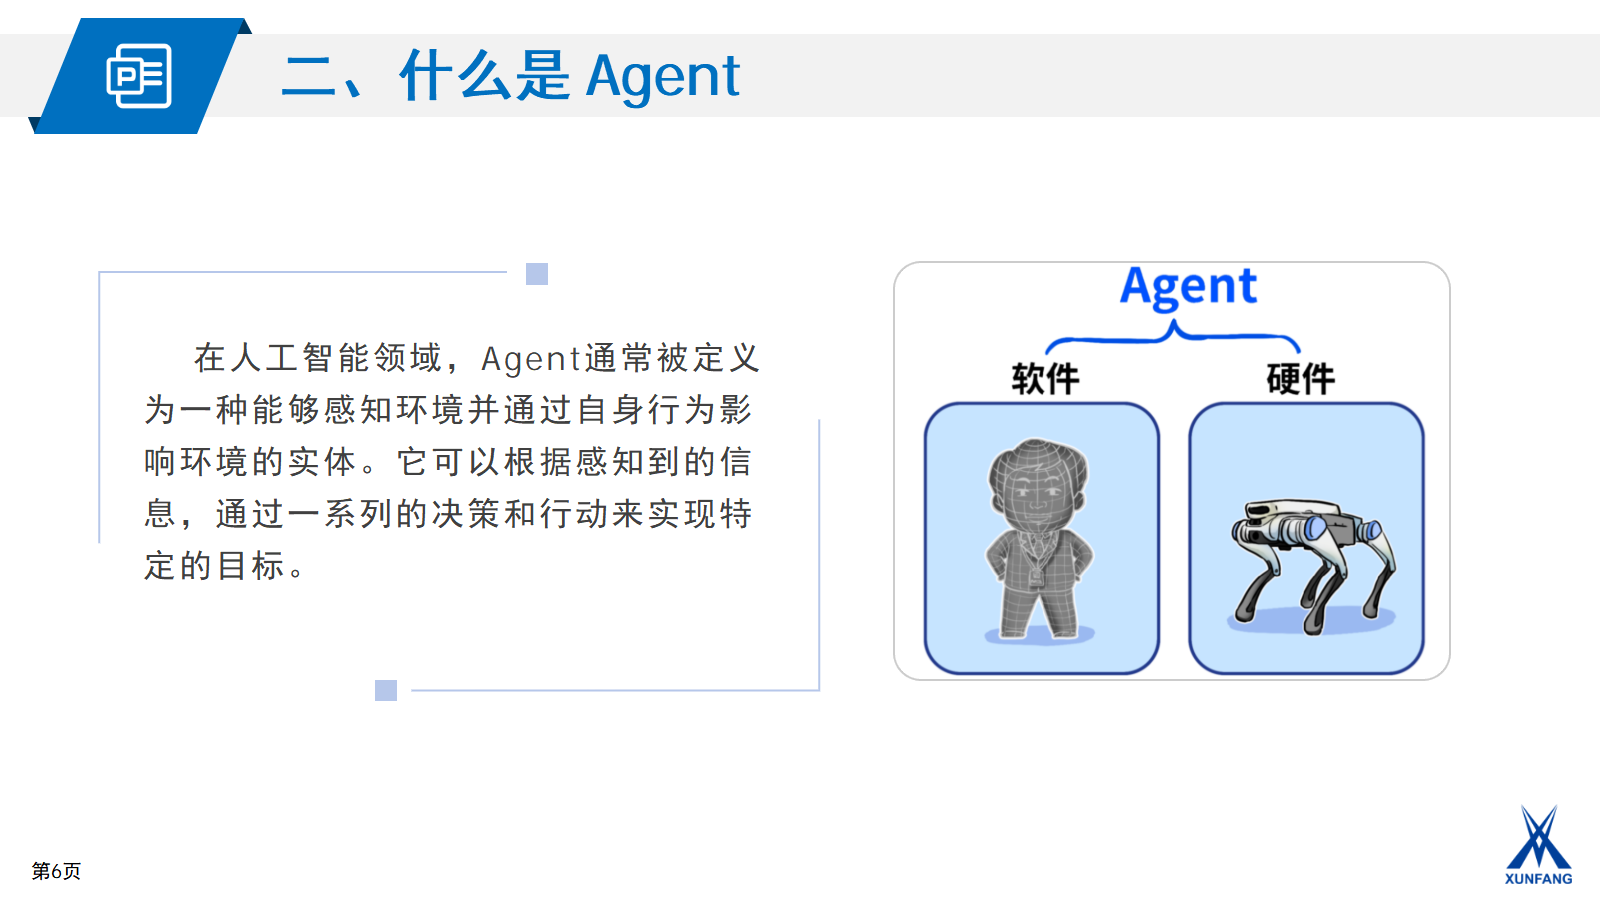 二、什么是 Agent
在人工智能领域，Agent通常被定义
为一种能够感知环境并通过自身行为影
响环境的实体。它可以根据感知到的信
息，通过一系列的决策和行动来实现特
定的目标。
Agent
软件
硬件
第6页
XUNFANG